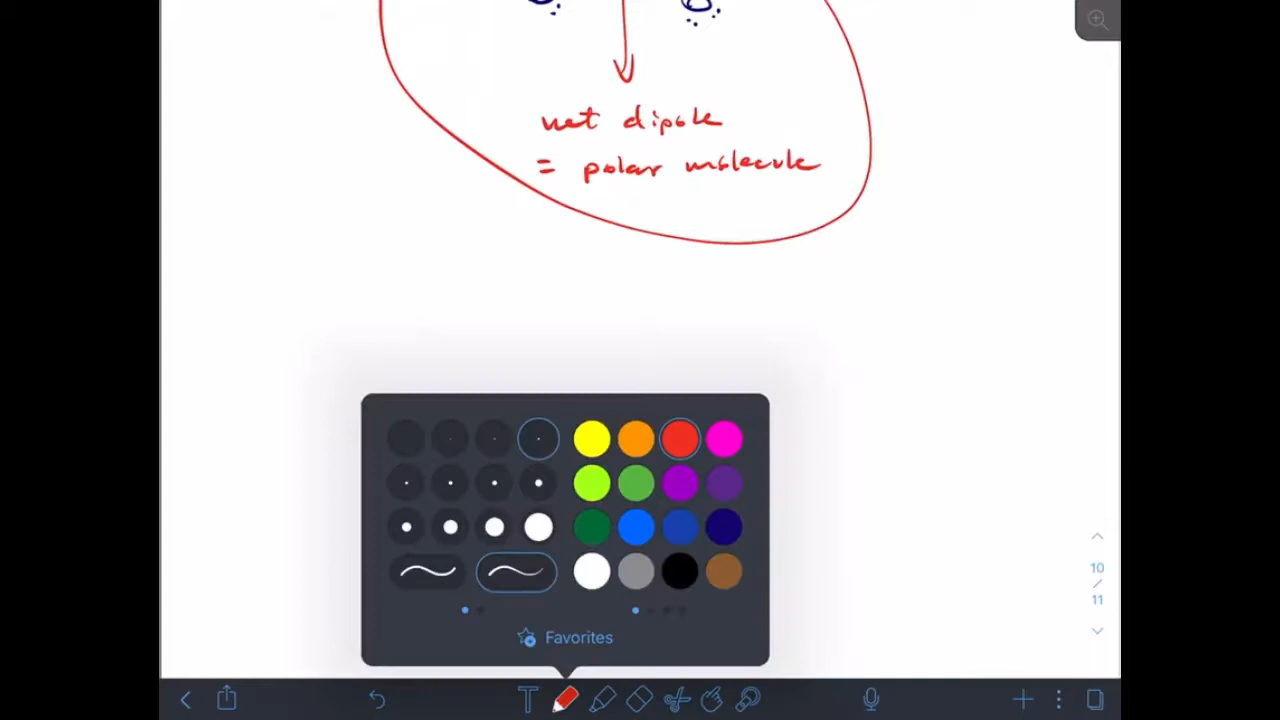 net dipole
= polar molecule
10
/
11
Favorites
T